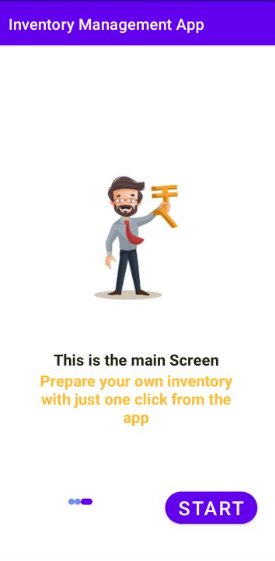 Inventory Management App
This is the main Screen
Prepare your own inventory
with just one click from the
app
START